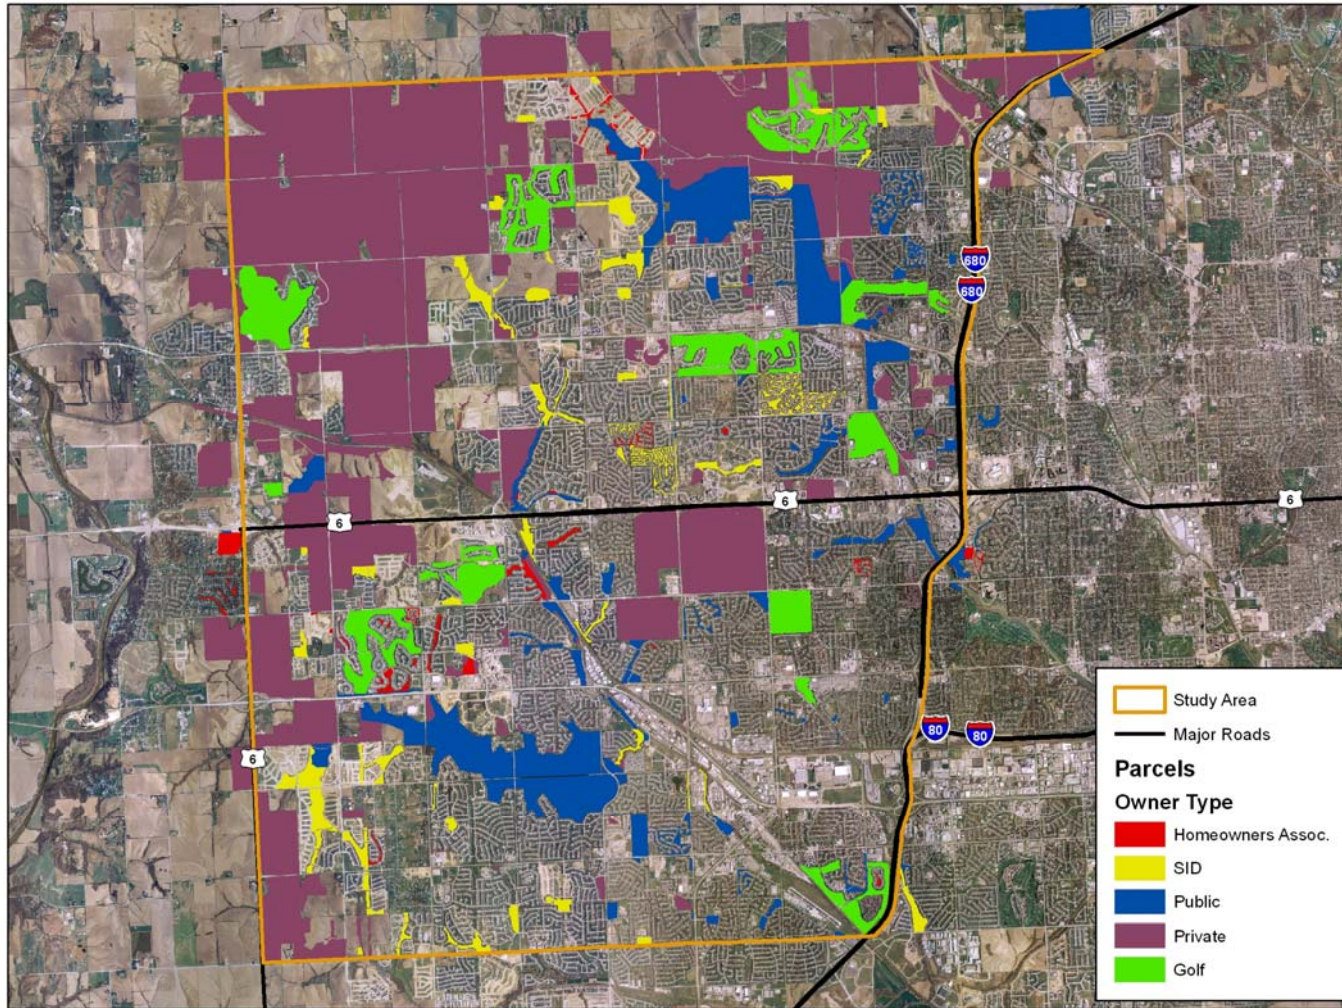 680
680
6
6
6
6
80
80
Study Area
Major Roads
Parcels
Owner Type
Homeowners Assoc.
SID
Public
Private
Golf